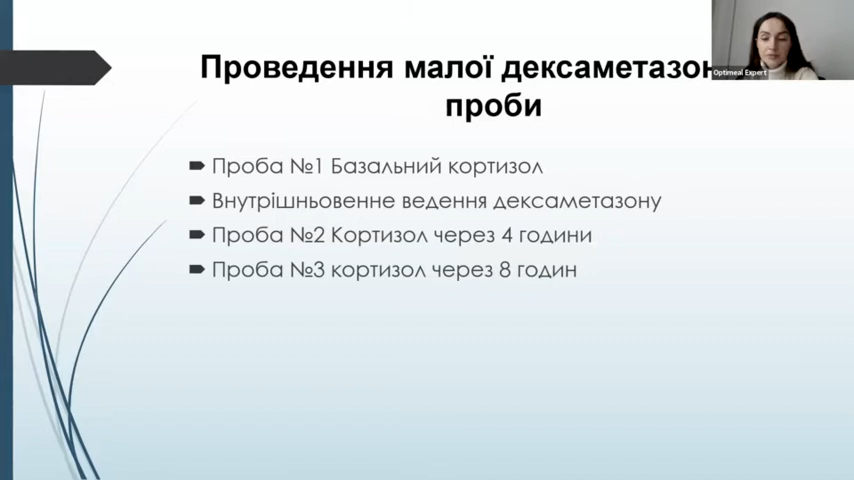 Проведення малої дексаметазон
проби
Проба №1 Базальний кортизол
Внутрішньовенне ведення дексаметазону
Проба №2 Кортизол через 4 години
Проба №3 кортизол через 8 годин
Optimeal Expert